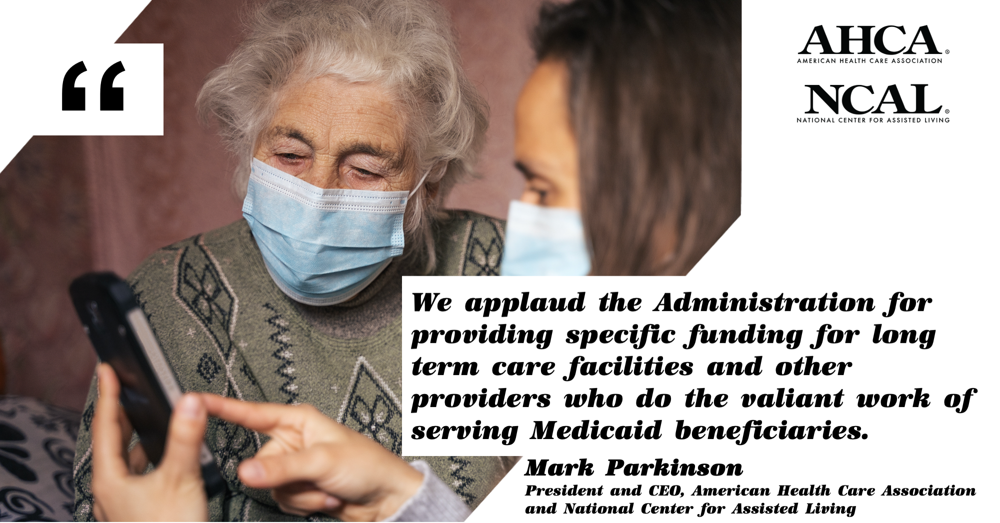 “
AHCA®
AMERICAN HEALTH CARE ASSOCIATION
NCAL®
NATIONAL CENTER FOR ASSISTED LIVING
We applaud the Administration for
providing specific funding for long
term care facilities and other
providers who do the valiant work of
serving Medicaid beneficiaries.
Mark Parkinson
President and CEO, American Health Care Association
and National Center for Assisted Living